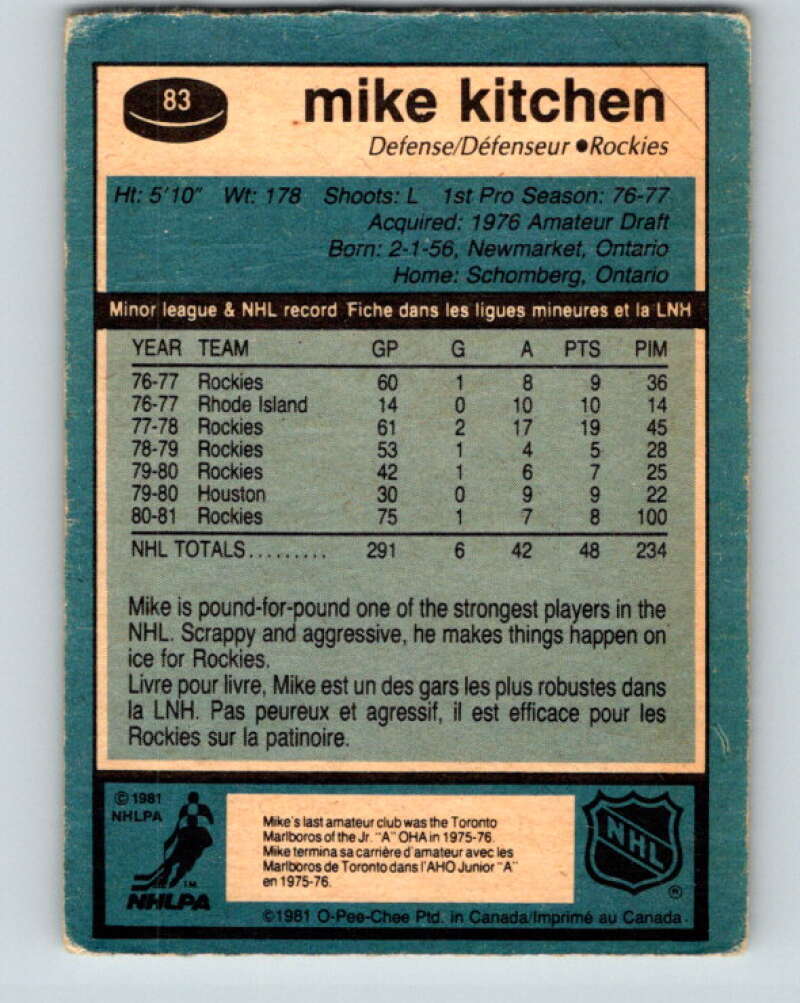 83
mike kitchen
Defense/Défenseur ●Rockies
Ht: 5'10" Wt: 178 Shoots: L 1st Pro Season: 76-77
Acquired: 1976 Amateur Draft
Born: 2-1-56, Newmarket, Ontario
Home: Schomberg, Ontario
Minor league & NHL record Fiche dans les ligues mineures et la LNH
YEAR TEAM GP G A PTS PIM
76-77 Rockies 60 1 8 9 36
76-77 Rhode Island 14 0 10 10 14
77-78 Rockies 61 2 17 19 45
78-79 Rockies 53 1 4 5 28
79-80 Rockies 42 1 6 7 25
79-80 Houston 30 0 9 9 22
80-81 Rockies 75 1 7 8 100
NHL TOTALS......... 291 6 42 48 234
Mike is pound-for-pound one of the strongest players in the
NHL. Scrappy and aggressive, he makes things happen on
ice for Rockies.
Livre pour livre, Mike est un des gars les plus robustes dans
la LNH. Pas peureux et agressif, il est efficace pour les
Rockies sur la patinoire.
©1981
NHLPA
TM
NHLPA
Mike's last amateur club was the Toronto
Marlboros of the Jr. "A" OHA in 1975-76.
Mike termina sa carrière d'amateur avec les
Marlboros de Toronto dans l'AHO Junior "A"
en 1975-76.
NHL
®
©1981 O-Pee-Chee Ptd. in Canada/Imprimé au Canada